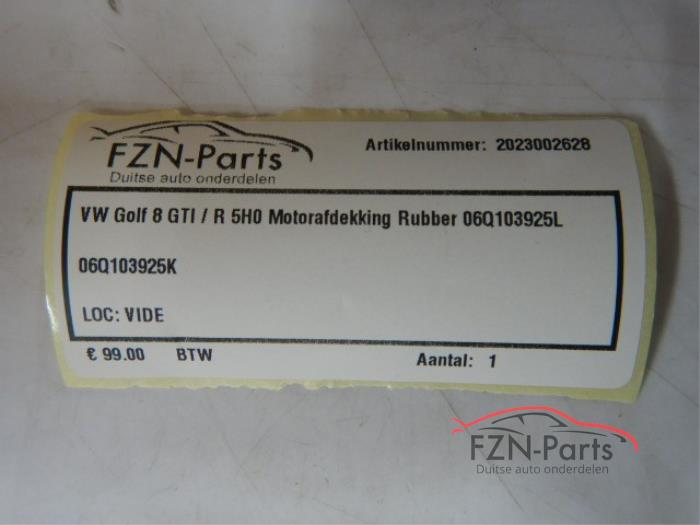 FZN-Parts
Duitse auto onderdelen
Artikelnummer: 2023002628
VW Golf 8 GTI / R 5H0 Motorafdekking Rubber 06Q103925L
06Q103925K
LOC: VIDE
€ 99.00 BTW
Aantal: 1
FZN-Parts
Duitse auto onderdelen